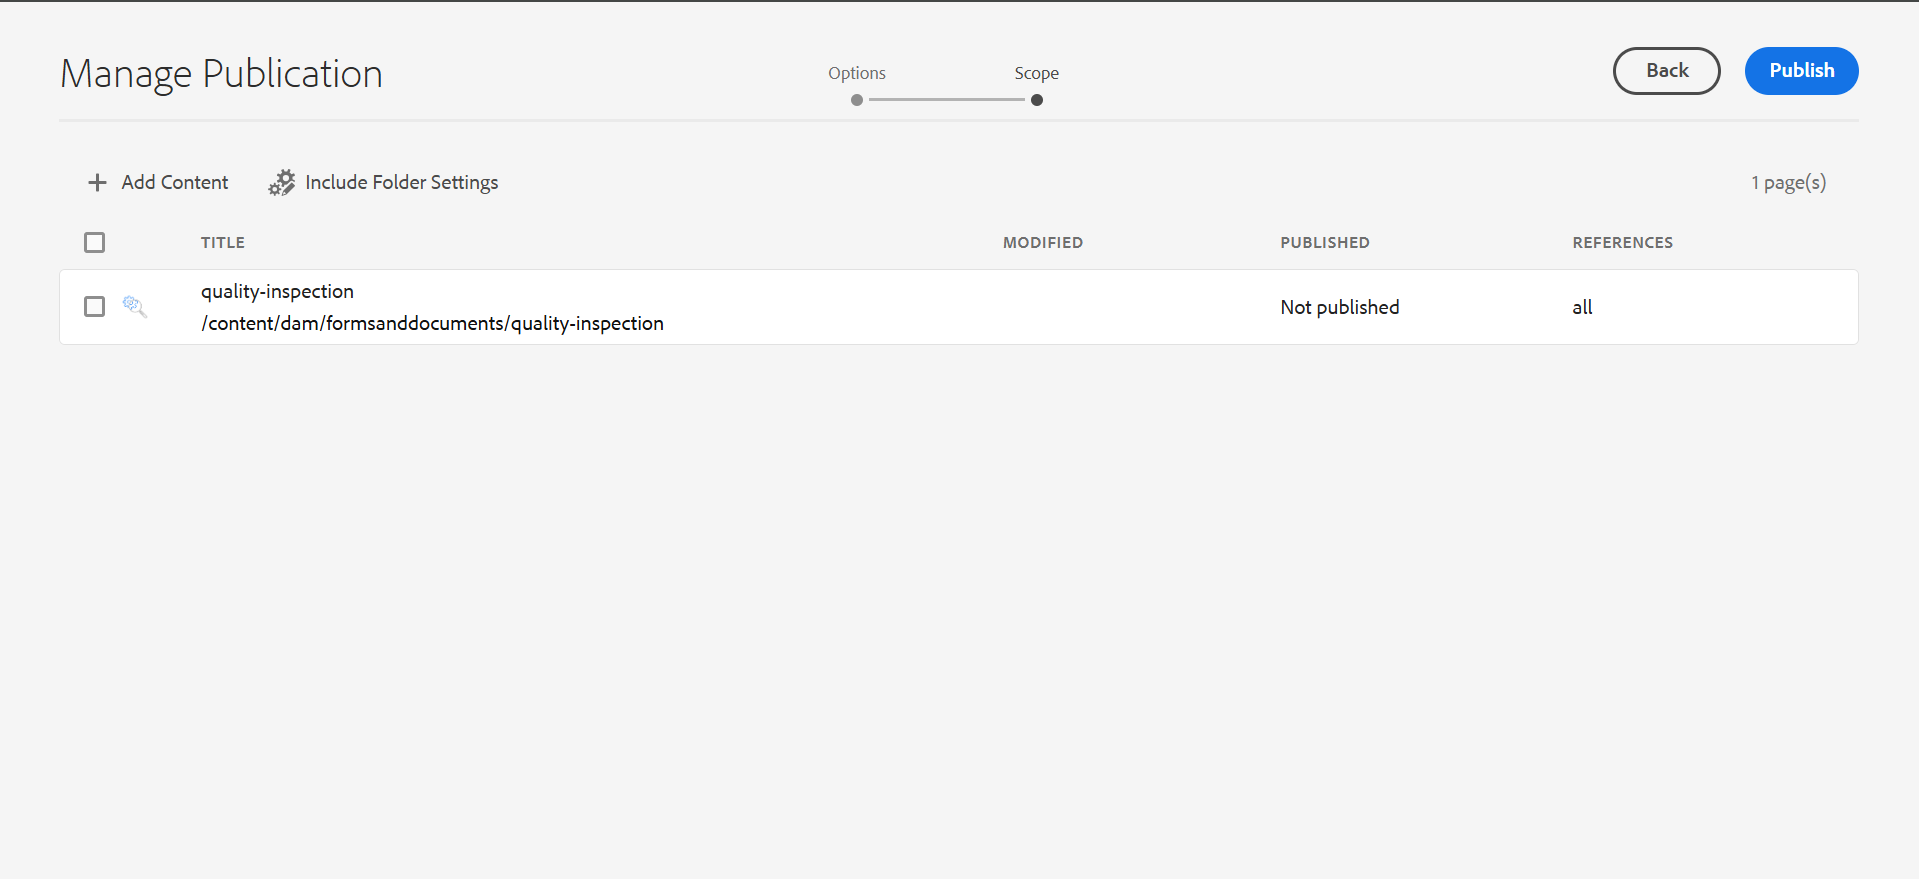 Manage Publication
Options
Scope
Back
Publish
Add Content
Include Folder Settings
1 page(s)
TITLE
MODIFIED
PUBLISHED
REFERENCES
quality-inspection
/content/dam/formsanddocuments/quality-inspection
Not published
all